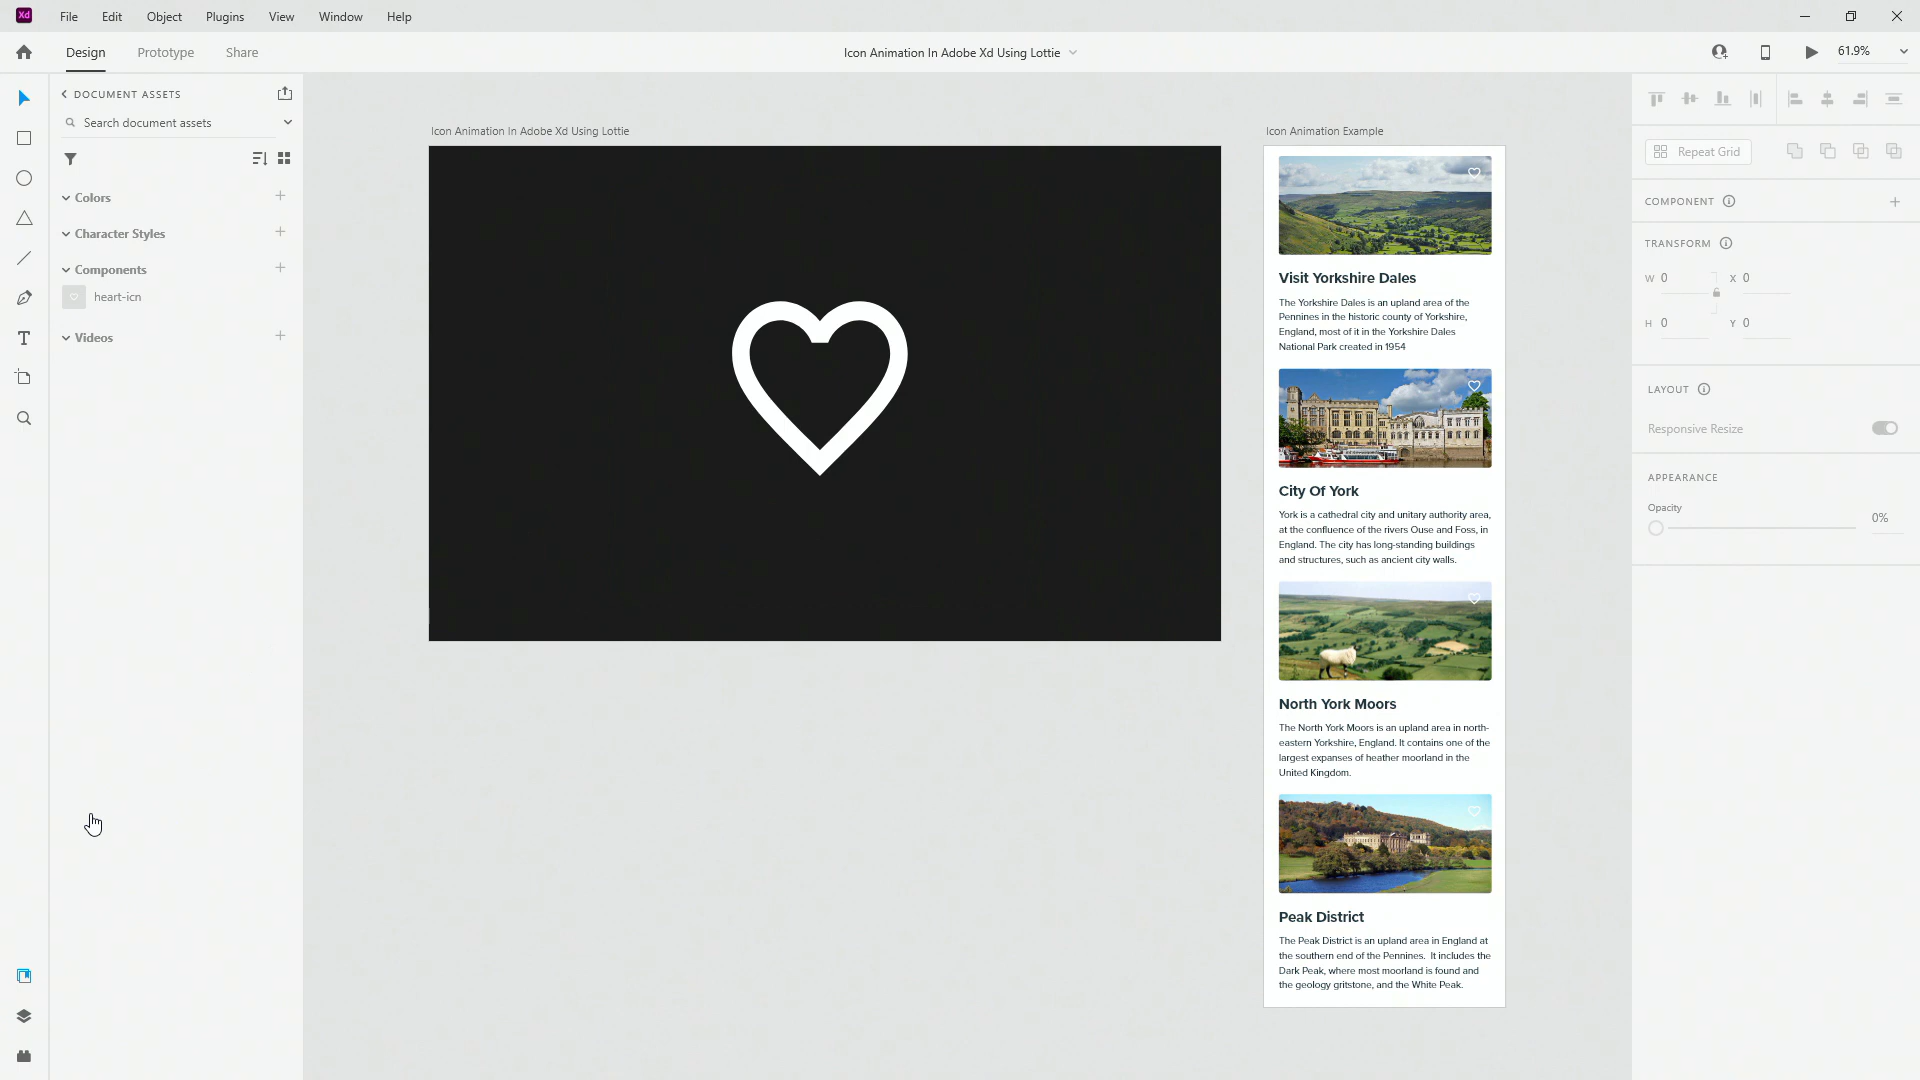 Xd
File
Edit
Object
Plugins
View
Window
Help
Design
Prototype
Share
Icon Animation In Adobe Xd Using Lottie
61.9%
DOCUMENT ASSETS
Search document assets
Colors
Character Styles
Components
heart-icn
Videos
T
Icon Animation In Adobe Xd Using Lottie
Icon Animation Example
Visit Yorkshire Dales
The Yorkshire Dales is an upland area of the
Pennines in the historic county of Yorkshire,
England, most of it in the Yorkshire Dales
National Park created in 1954
City Of York
York is a cathedral city and unitary authority area,
at the confluence of the rivers Ouse and Foss, in
England. The city has long-standing buildings
and structures, such as ancient city walls.
North York Moors
The North York Moors is an upland area in north-
eastern Yorkshire, England. It contains one of the
largest expanses of heather moorland in the
United Kingdom.
Peak District
The Peak District is an upland area in England at
the southern end of the Pennines.  It includes the
Dark Peak, where most moorland is found and
the geology gritstone, and the White Peak.
Repeat Grid
COMPONENT
TRANSFORM
W 0
X 0
H 0
Y 0
LAYOUT
Responsive Resize
APPEARANCE
Opacity
0%